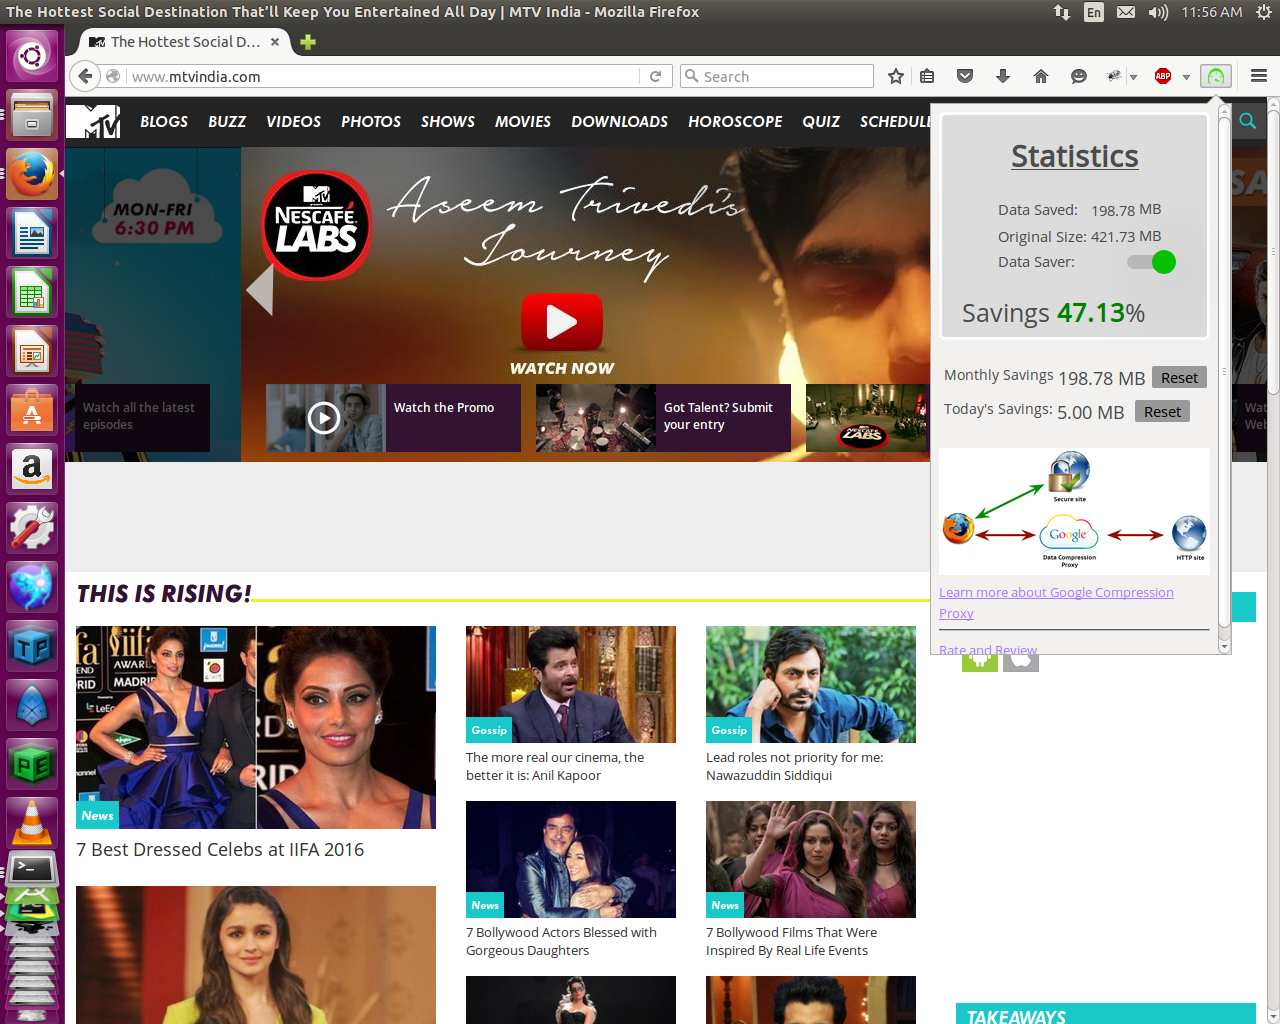 The Hottest Social Destination That'll Keep You Entertained All Day | MTV India - Mozilla Firefox
En
11:56 AM
The Hottest Social D...
www.mtvindia.com
Search
ABP
MTV
BLOGS
BUZZ
VIDEOS
PHOTOS
SHOWS
MOVIES
DOWNLOADS
HOROSCOPE
QUIZ
MON-FRI
6:30 PM
NESCAFÉ
LABS
Aseem Trivedi's
Journey
WATCH NOW
Watch all the latest
episodes
Watch the Promo
Got Talent? Submit
your entry
LABS
Statistics
Data Saved: 198.78 MB
Original Size: 421.73 MB
Data Saver:
Savings 47.13%
Monthly Savings 198.78 MB Reset
Today's Savings: 5.00 MB Reset
Secure site
Google
Data Compression
Proxy
HTTP site
Learn more about Google Compression
Proxy
Rate and Review
THIS IS RISING!
iifa
AWARDS
MADRID
News
7 Best Dressed Celebs at IIFA 2016
Gossip
The more real our cinema, the
better it is: Anil Kapoor
Gossip
Lead roles not priority for me:
Nawazuddin Siddiqui
News
7 Bollywood Actors Blessed with
Gorgeous Daughters
News
7 Bollywood Films That Were
Inspired By Real Life Events
TAKEAWAYS